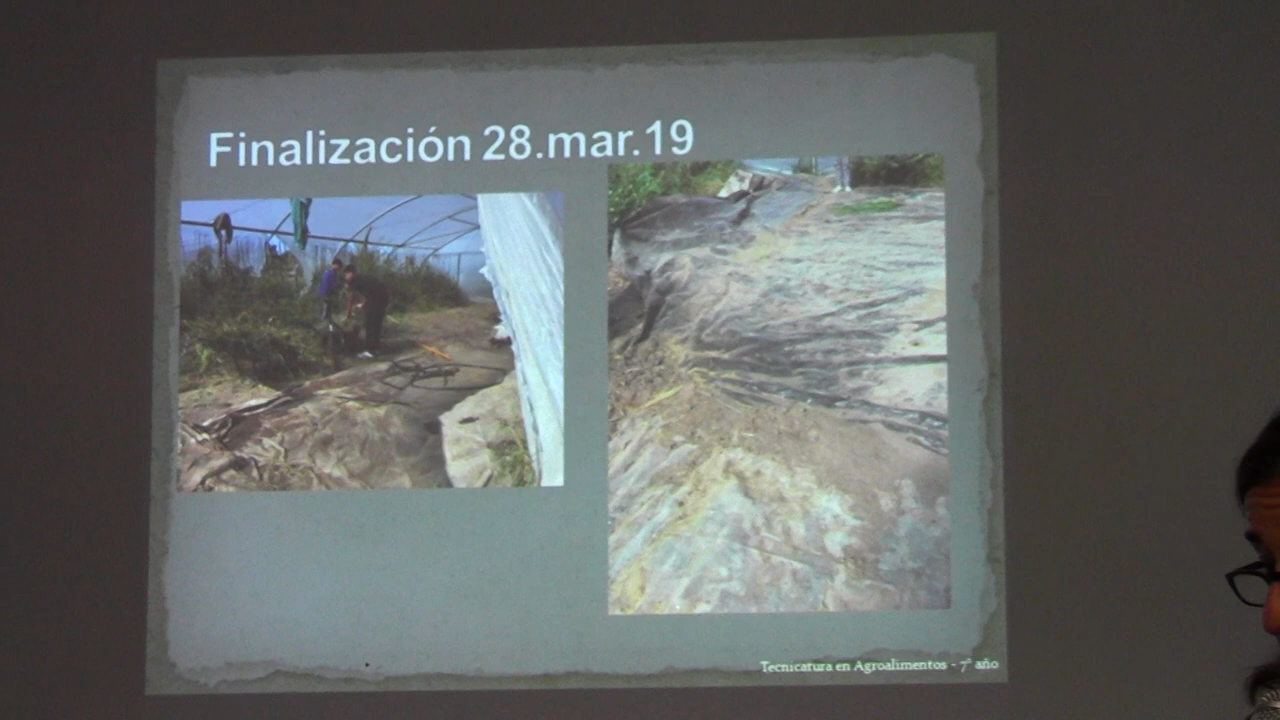 Finalización 28.mar.19
Tecnicatura en Agroalimentos - 7° año